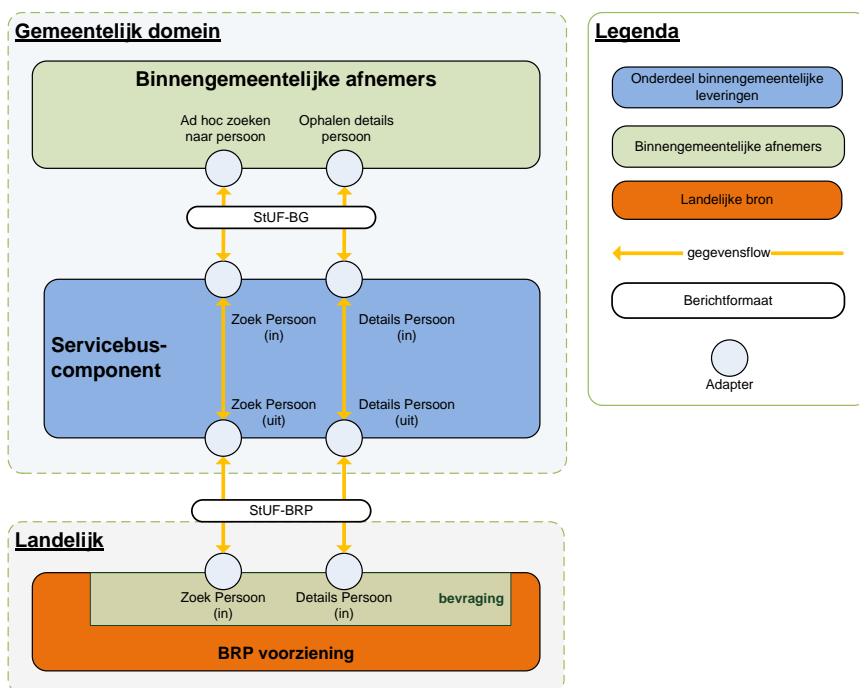 Gemeentelijk domein
Binnengemeentelijke afnemers
Ad hoc zoeken
naar persoon
Ophalen details
persoon
StUF-BG
Zoek Persoon
(in)
Details Persoon
(in)
Servicebus-
component
Zoek Persoon
(uit)
Details Persoon
(uit)
StUF-BRP
Landelijk
Zoek Persoon
(in)
Details Persoon
(in)
bevraging
BRP voorziening
Legenda
Onderdeel binnengemeentelijke
leveringen
Binnengemeentelijke afnemers
Landelijke bron
gegevensflow
Berichtformaat
Adapter